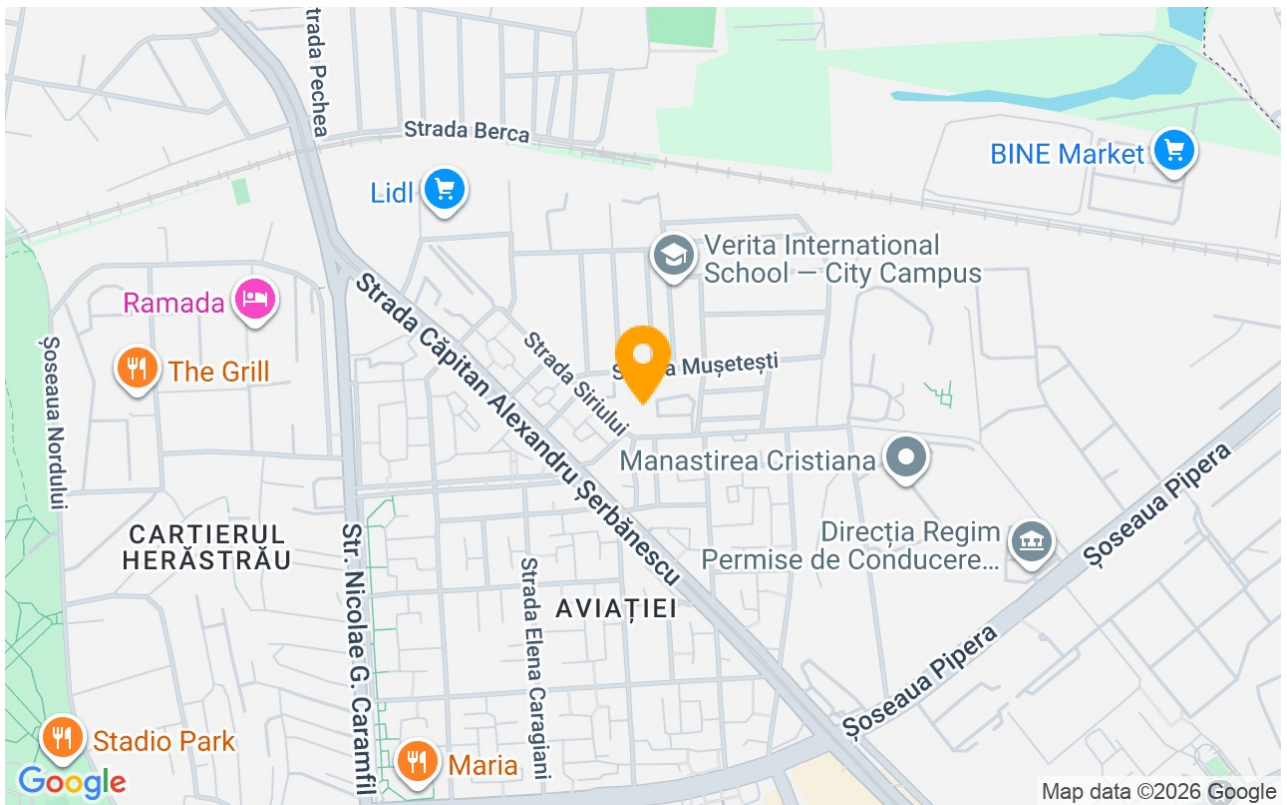 trada Pechea
Strada Berca
BINE Market
Lidl
Verita International
School — City Campus
Ramada
Strada Căpitan Alexandru Șerbănescu
Șoseaua Nordului
The Grill
Strada Siriului
a Mușetești
Manastirea Cristiana
Șoseaua Pipera
CARTIERUL
HERĂSTRĂU
Str. Nicolae G. Caramfil
Direcția Regim
Permise de Conducere...
Strada Elena Caragiani
AVIAȚIEI
Șoseaua Pipera
Stadio Park
Maria
Google
Map data ©2026 Google